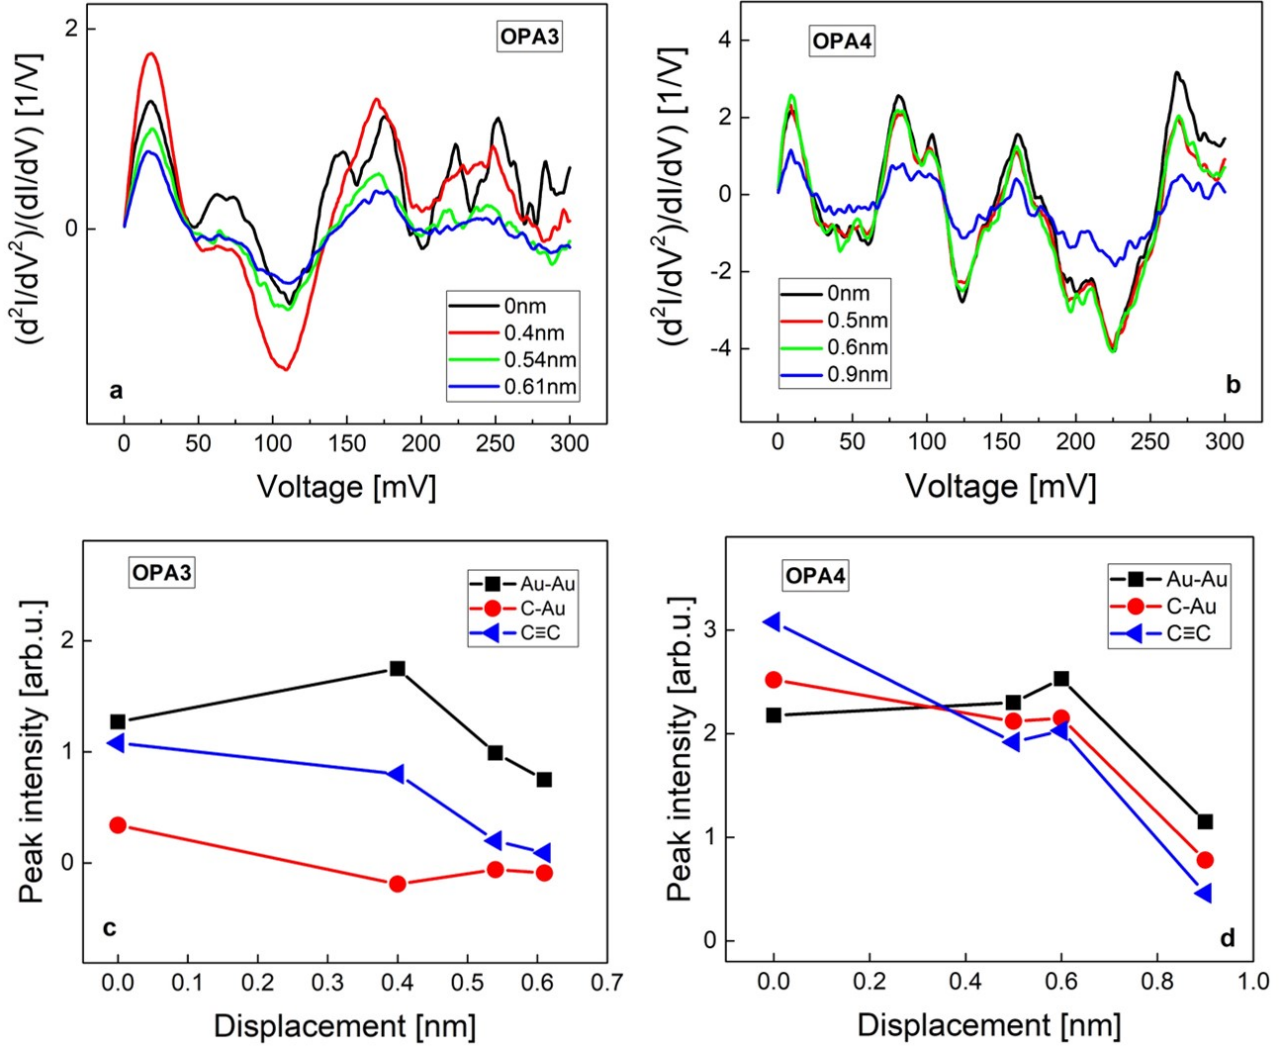 OPA3
(d²I/dV²)/(dI/dV) [1/V]
2
0
0nm
0.4nm
0.54nm
0.61nm
a
0 50 100 150 200 250 300
Voltage [mV]
OPA4
(d²I/dV²)/dI/dV) [1/V]
4
2
0
-2
-4
0nm
0.5nm
0.6nm
0.9nm
b
0 50 100 150 200 250 300
Voltage [mV]
OPA3
Au-Au
C-Au
C≡C
Peak intensity [arb.u.]
2
1
0
c
0.0 0.1 0.2 0.3 0.4 0.5 0.6 0.7
Displacement [nm]
OPA4
Au-Au
C-Au
C≡C
Peak intensity [arb.u.]
3
2
1
0
d
0.0 0.2 0.4 0.6 0.8 1.0
Displacement [nm]